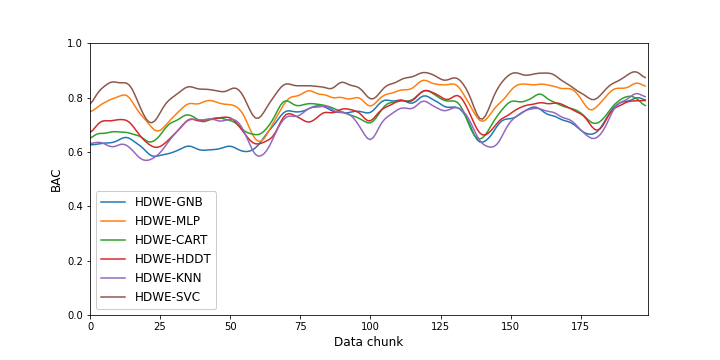 1.0
0.8
0.6
0.4
0.2
0.0
BAC
HDWE-GNB
HDWE-MLP
HDWE-CART
HDWE-HDDT
HDWE-KNN
HDWE-SVC
0 25 50 75 100 125 150 175
Data chunk